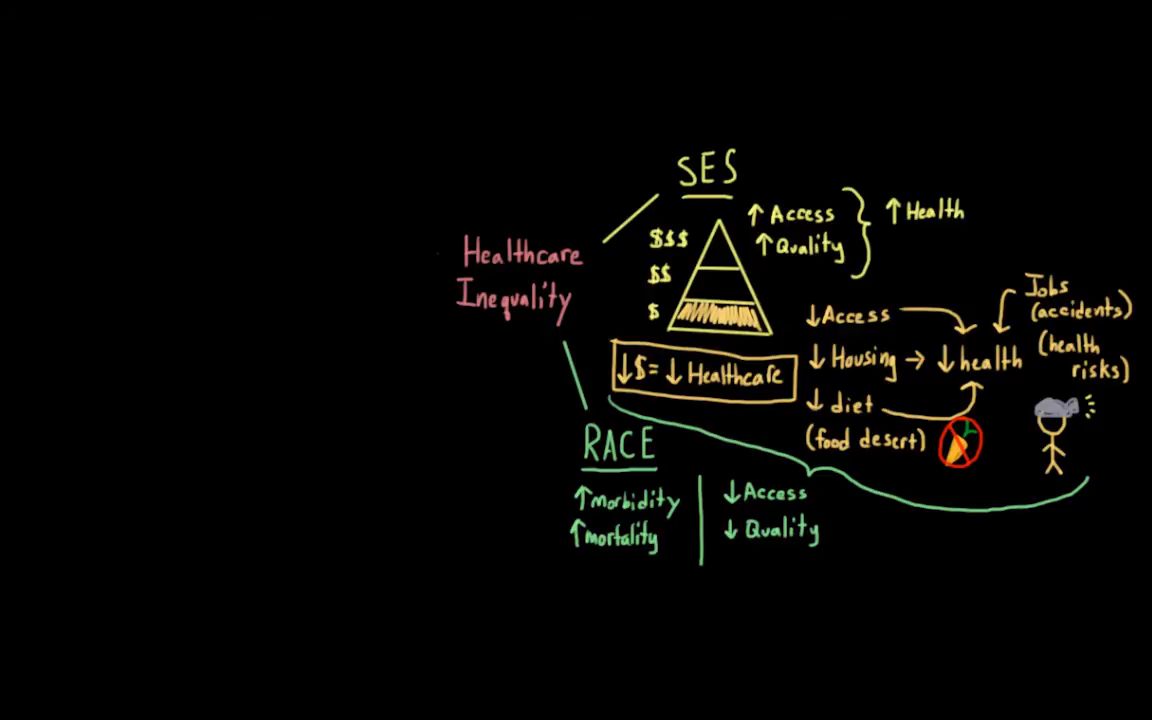 SES
↑ Access
↑ Quality
↑ Health
Healthcare
Inequality
$$$
$$
$
↓ Access
↓ Housing → ↓ health
↓ diet
(food desert)
Jobs
(accidents)
(health
risks)
↓$ = ↓ Healthcare
RACE
↑ morbidity
↑ mortality
↓ Access
↓ Quality